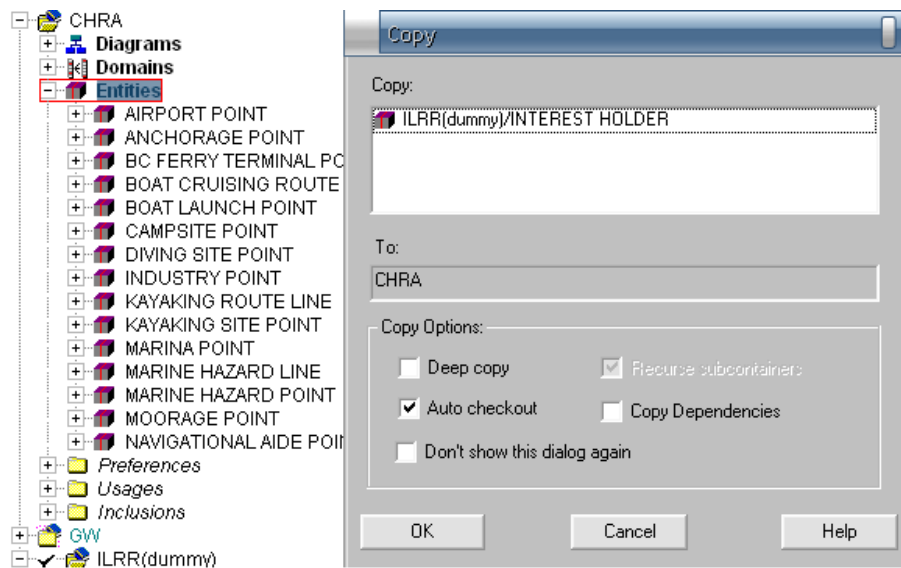 CHRA
Diagrams
Domains
Entities
AIRPORT POINT
ANCHORAGE POINT
BC FERRY TERMINAL PO
BOAT CRUISING ROUTE
BOAT LAUNCH POINT
CAMPSITE POINT
DIVING SITE POINT
INDUSTRY POINT
KAYAKING ROUTE LINE
KAYAKING SITE POINT
MARINA POINT
MARINE HAZARD LINE
MARINE HAZARD POINT
MOORAGE POINT
NAVIGATIONAL AIDE POIN
Preferences
Usages
Inclusions
GW
ILRR(dummy)
Copy
Copy:
ILRR(dummy)/INTEREST HOLDER
To:
CHRA
Copy Options:
Deep copy
Recurse subcontainers
Auto checkout
Copy Dependencies
Don't show this dialog again
OK
Cancel
Help